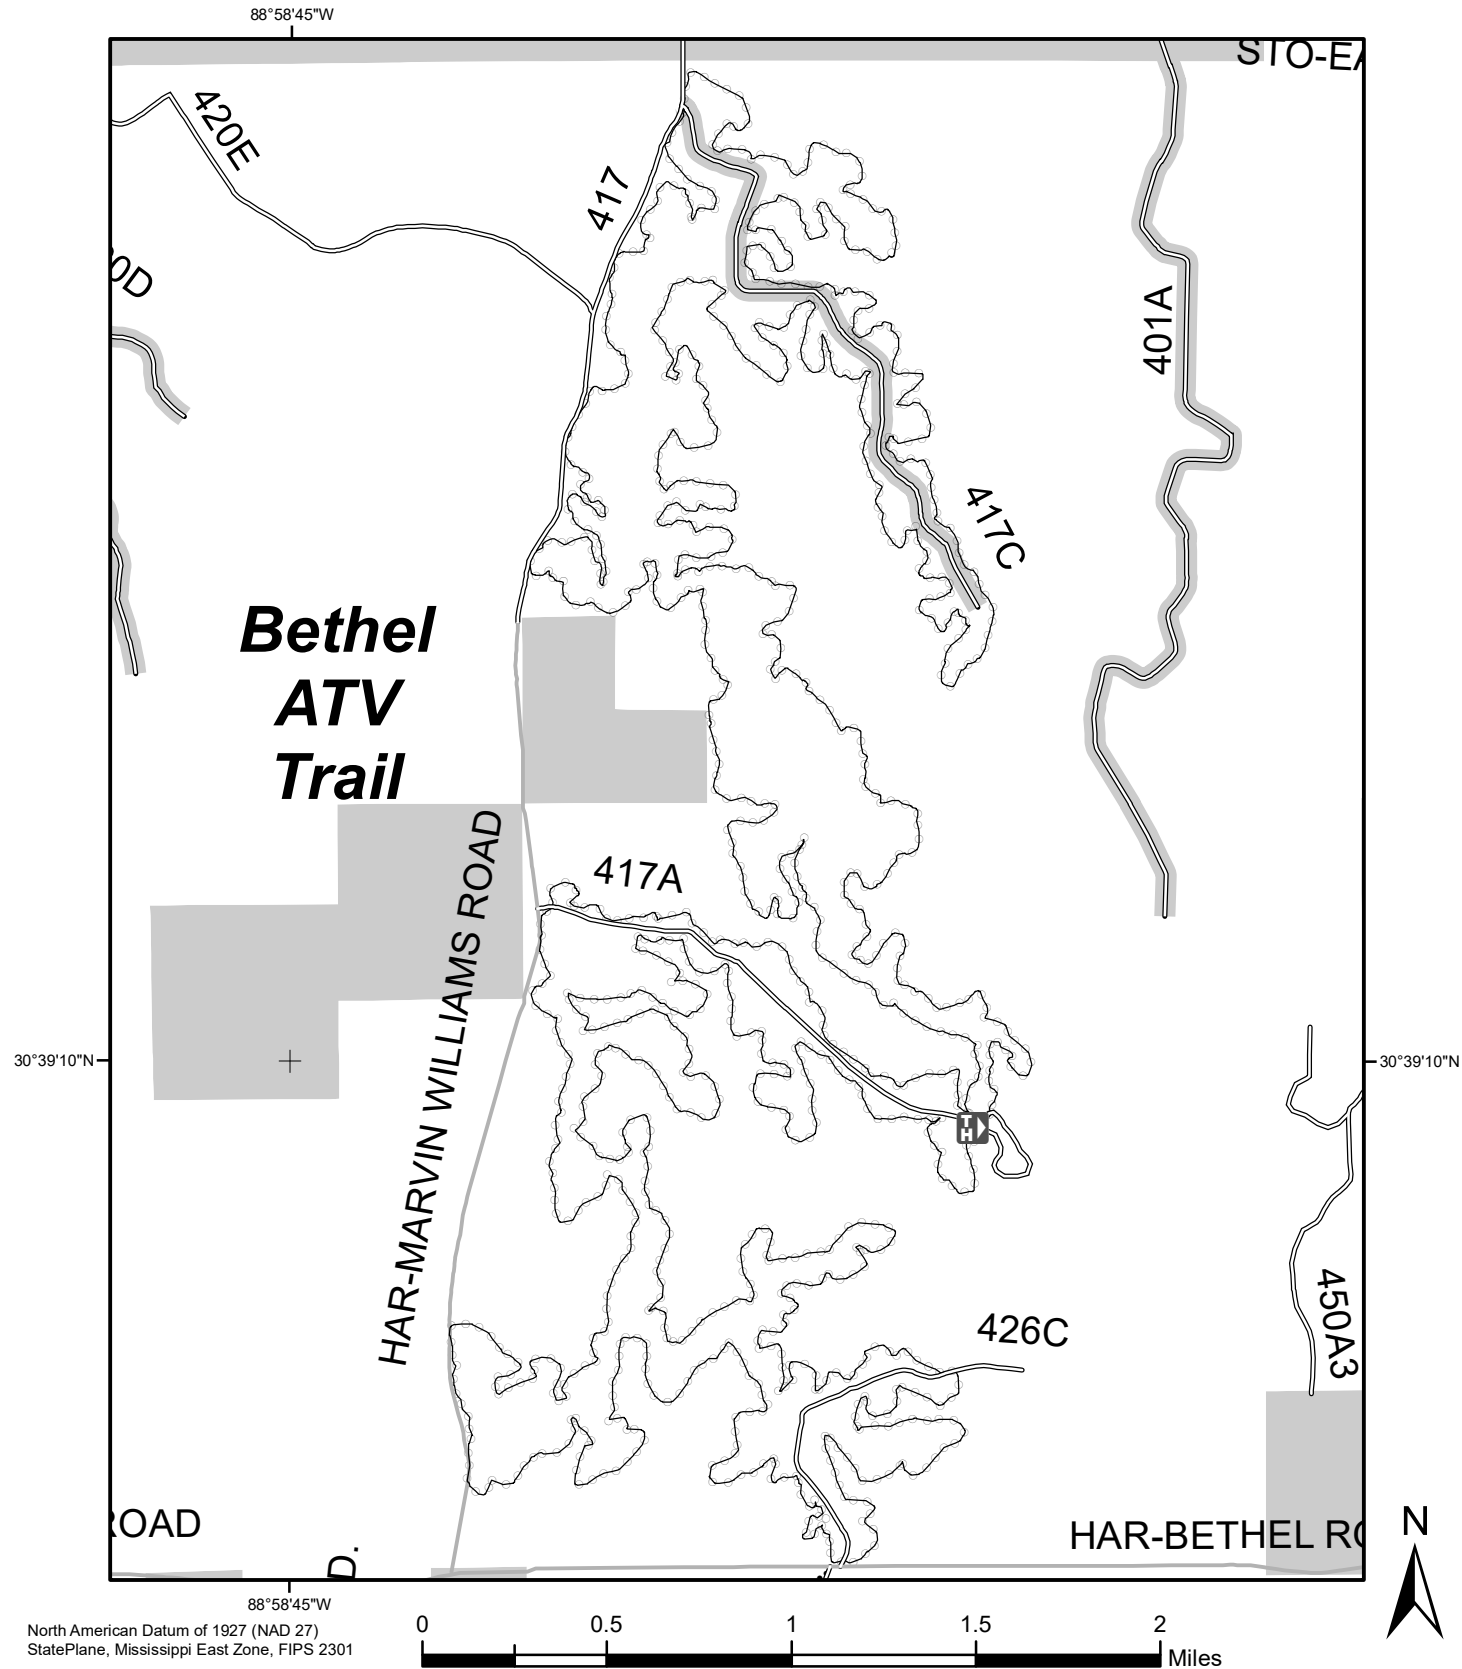 88°58'45"W
STO-EA
420E
417
0D
401A
417C
Bethel
ATV
Trail
417A
HAR-MARVIN WILLIAMS ROAD
30°39'10"N
30°39'10"N
TH
426C
450A3
ROAD
D.
HAR-BETHEL RO
N
88°58'45"W
North American Datum of 1927 (NAD 27)
StatePlane, Mississippi East Zone, FIPS 2301
0 0.5 1 1.5 2
Miles